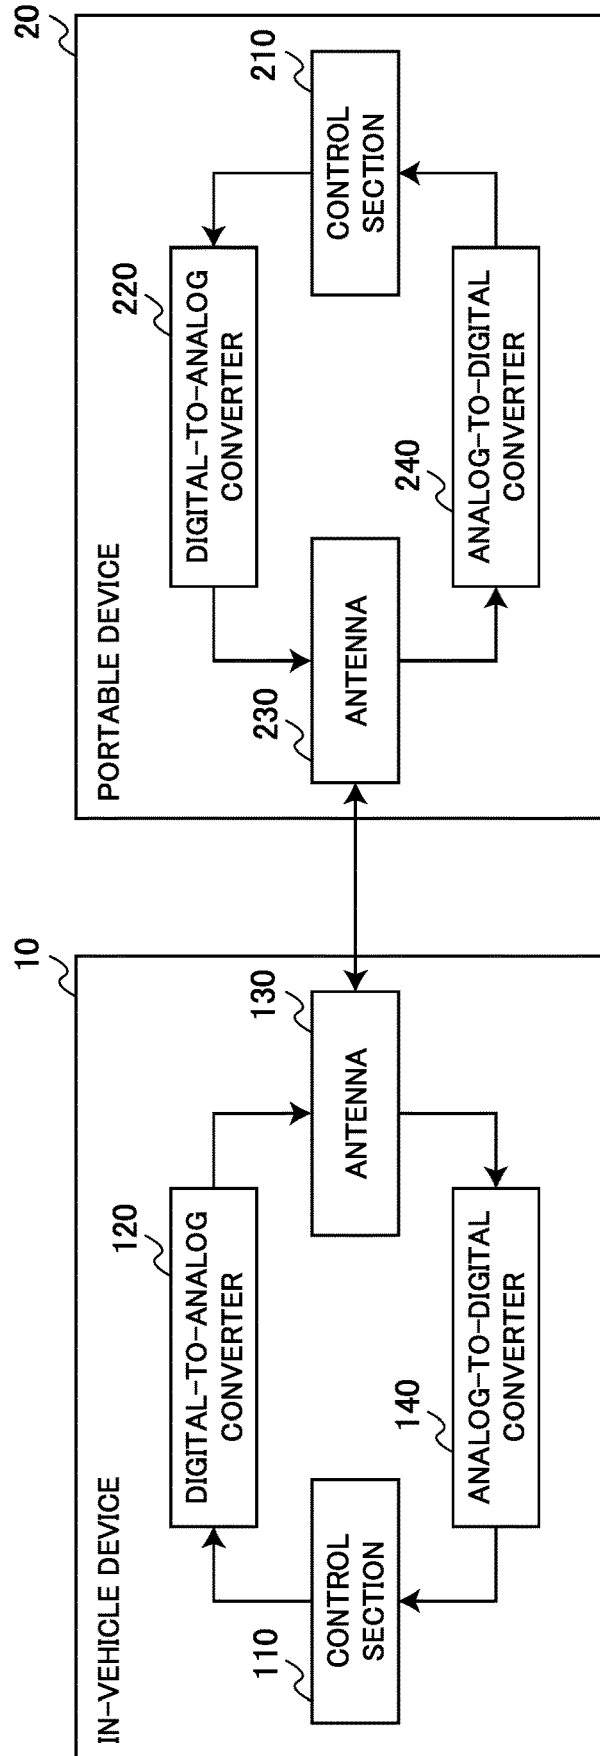 10
IN-VEHICLE DEVICE
120
DIGITAL-TO-ANALOG
CONVERTER
110
CONTROL
SECTION
130
ANTENNA
140
ANALOG-TO-DIGITAL
CONVERTER
20
PORTABLE DEVICE
220
DIGITAL-TO-ANALOG
CONVERTER
230
ANTENNA
210
CONTROL
SECTION
240
ANALOG-TO-DIGITAL
CONVERTER